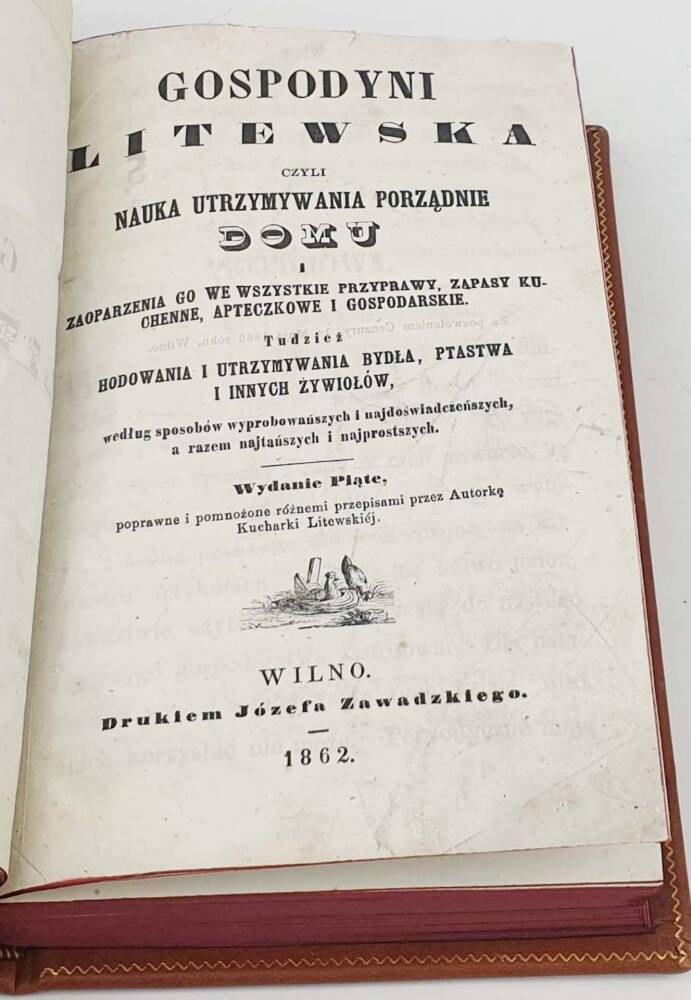 GOSPODYNI
LITEWSKA
CZYLI
NAUKA UTRZYMYWANIA PORZĄDNIE
DOMU
I
ZAOPARZENIA GO WE WSZYSTKIE PRZYPRAWY, ZAPASY KU-
CHENNE, APTECZKOWE I GOSPODARSKIE.
Tudzież
HODOWANIA I UTRZYMYWANIA BYDŁA, PTASTWA
I INNYCH ŻYWIOŁÓW,
według sposobów wyprobowańszych i najdoświadczeńszych,
a razem najtańszych i najprostszych.
Wydanie Piąte,
poprawne i pomnożone różnemi przepisami przez Autorkę
Kucharki Litewskiéj.
WILNO.
Drukiem Józefa Zawadzkiego.
1862.